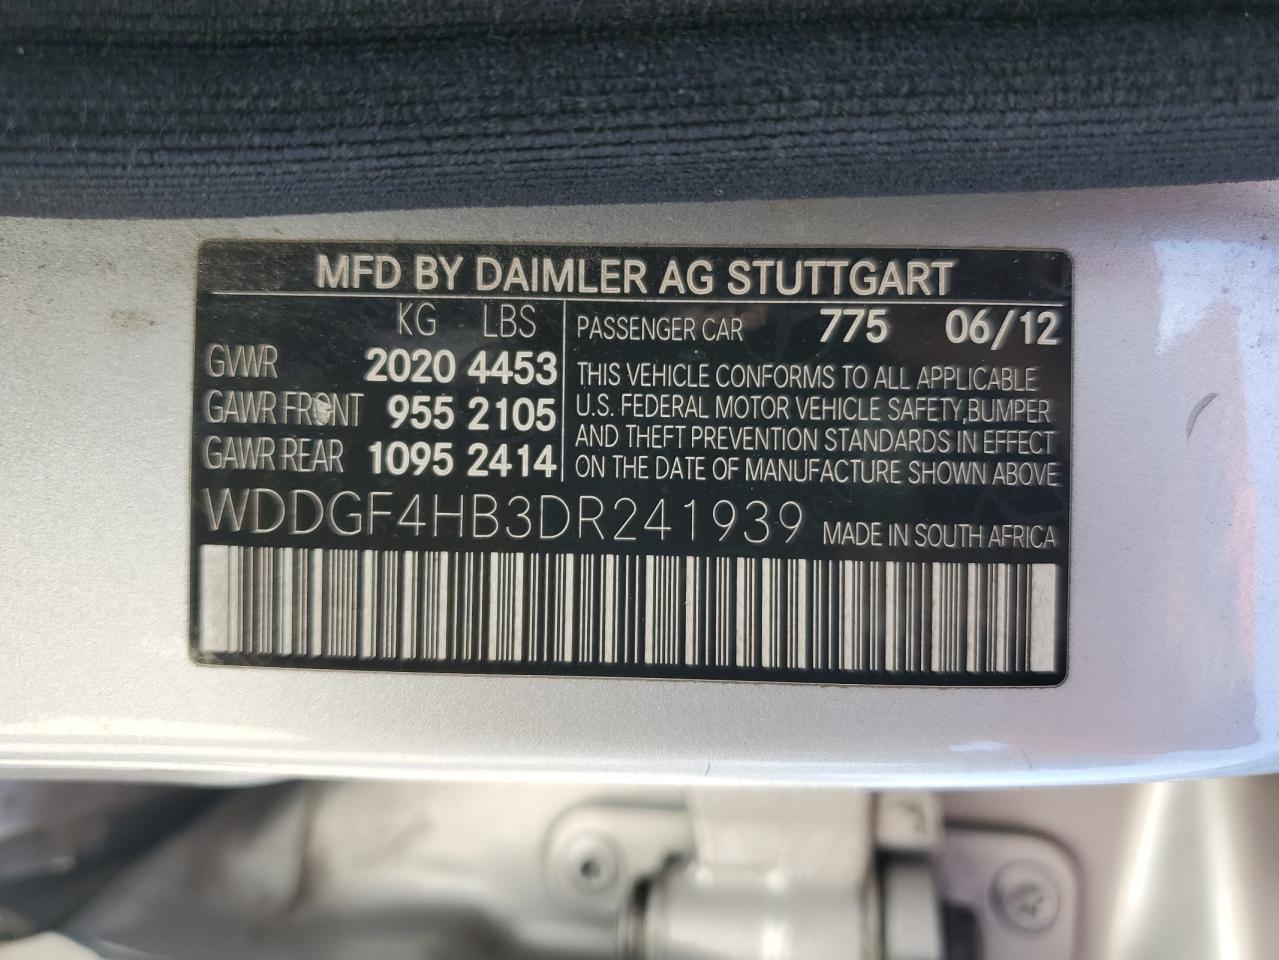 MFD BY DAIMLER AG STUTTGART
KG LBS
GVWR 2020 4453
GAWR FRONT 955 2105
GAWR REAR 1095 2414
PASSENGER CAR 775 06/12
THIS VEHICLE CONFORMS TO ALL APPLICABLE
U.S. FEDERAL MOTOR VEHICLE SAFETY,BUMPER
AND THEFT PREVENTION STANDARDS IN EFFECT
ON THE DATE OF MANUFACTURE SHOWN ABOVE
WDDGF4HB3DR241939 MADE IN SOUTH AFRICA